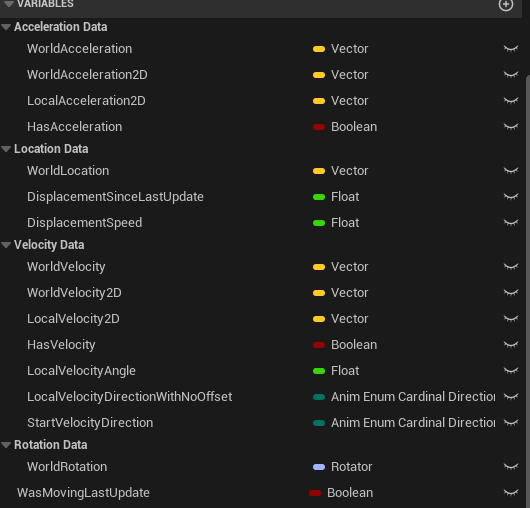 VARIABLES
Acceleration Data
WorldAcceleration Vector
WorldAcceleration2D Vector
LocalAcceleration2D Vector
HasAcceleration Boolean
Location Data
WorldLocation Vector
DisplacementSinceLastUpdate Float
DisplacementSpeed Float
Velocity Data
WorldVelocity Vector
WorldVelocity2D Vector
LocalVelocity2D Vector
HasVelocity Boolean
LocalVelocityAngle Float
LocalVelocityDirectionWithNoOffset Anim Enum Cardinal Direction
StartVelocityDirection Anim Enum Cardinal Direction
Rotation Data
WorldRotation Rotator
WasMovingLastUpdate Boolean